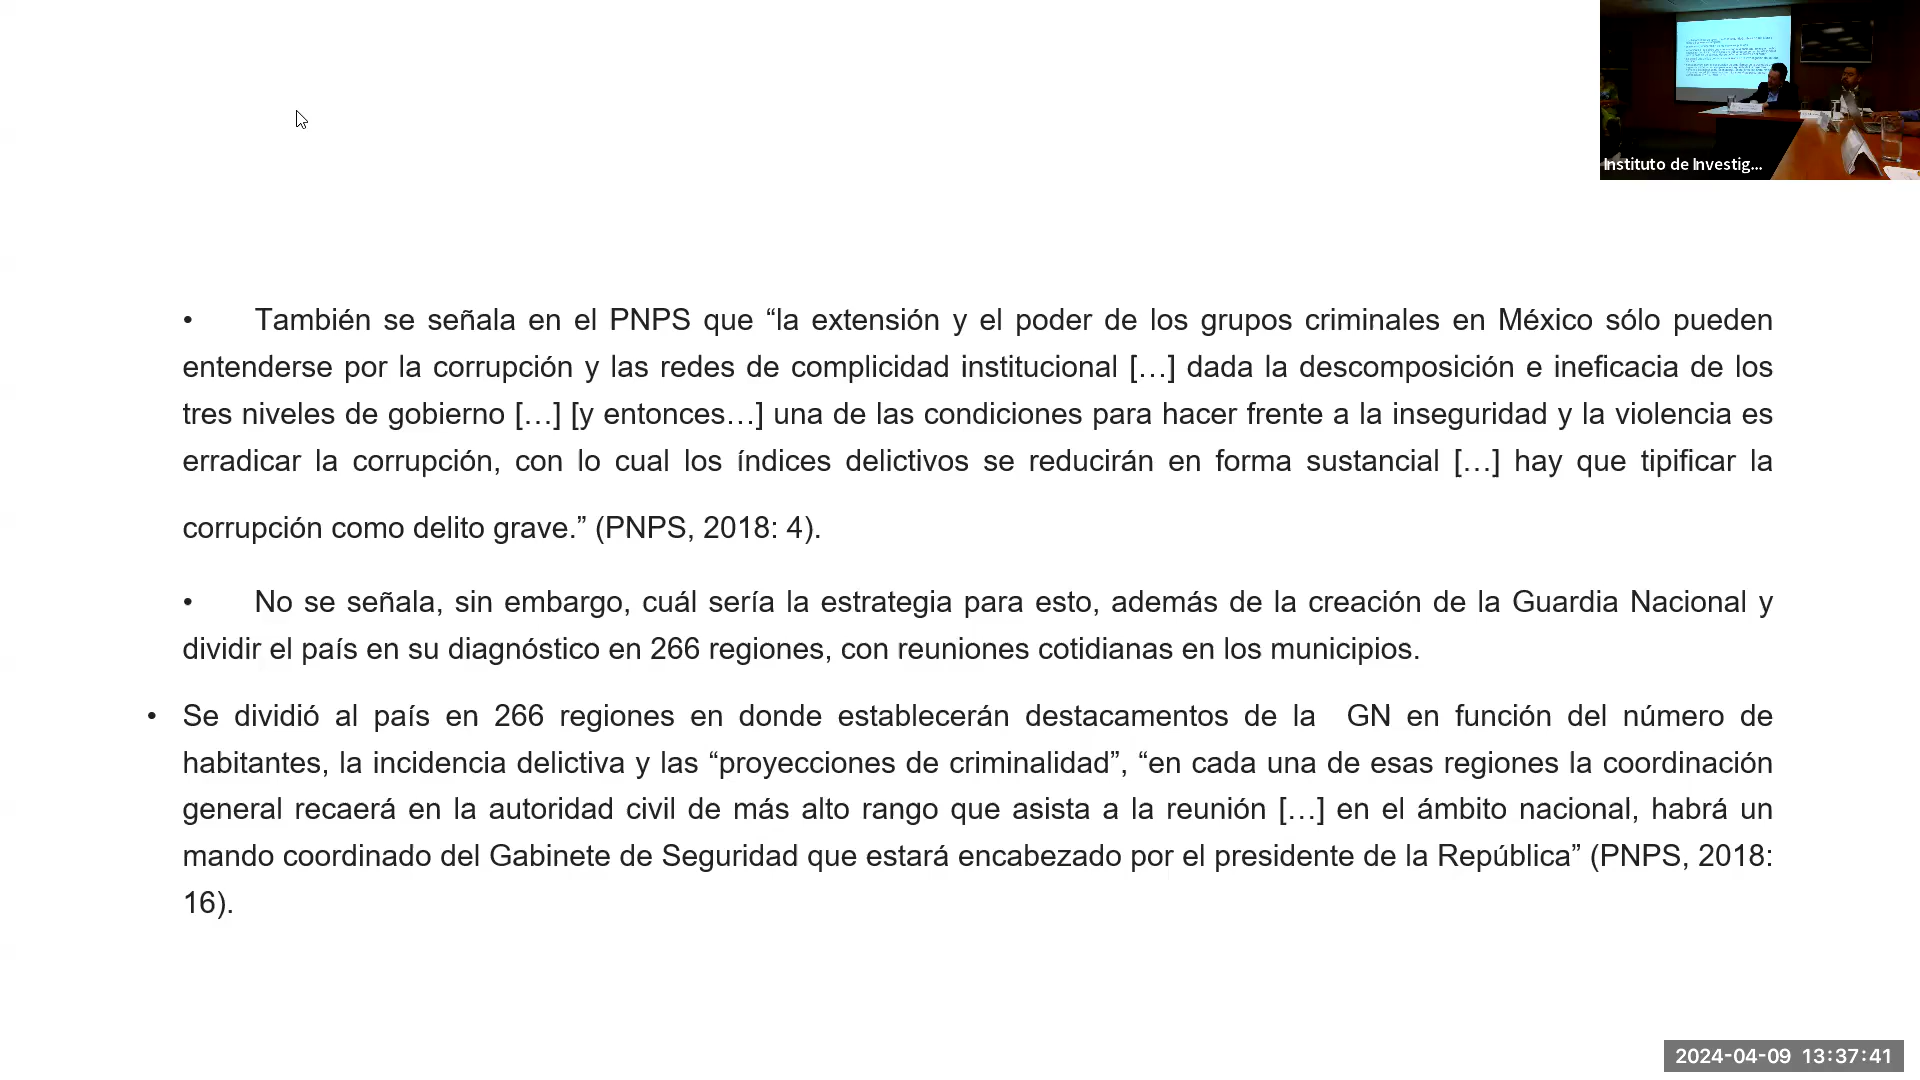 Instituto de Investig...
• También se señala en el PNPS que “la extensión y el poder de los grupos criminales en México sólo pueden
entenderse por la corrupción y las redes de complicidad institucional […] dada la descomposición e ineficacia de los
tres niveles de gobierno […] [y entonces…] una de las condiciones para hacer frente a la inseguridad y la violencia es
erradicar la corrupción, con lo cual los índices delictivos se reducirán en forma sustancial […] hay que tipificar la
corrupción como delito grave.” (PNPS, 2018: 4).
• No se señala, sin embargo, cuál sería la estrategia para esto, además de la creación de la Guardia Nacional y
dividir el país en su diagnóstico en 266 regiones, con reuniones cotidianas en los municipios.
• Se dividió al país en 266 regiones en donde establecerán destacamentos de la GN en función del número de
habitantes, la incidencia delictiva y las “proyecciones de criminalidad”, “en cada una de esas regiones la coordinación
general recaerá en la autoridad civil de más alto rango que asista a la reunión […] en el ámbito nacional, habrá un
mando coordinado del Gabinete de Seguridad que estará encabezado por el presidente de la República” (PNPS, 2018:
16).
2024-04-09 13:37:41